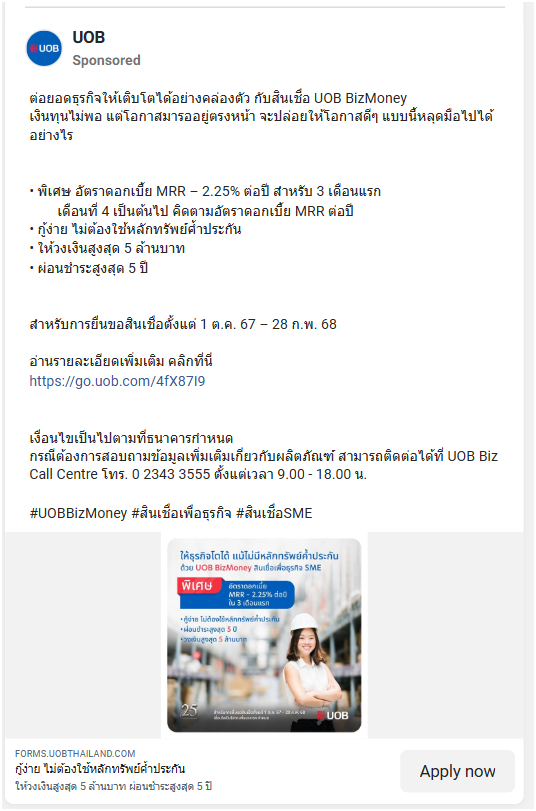 UOB
UOB
Sponsored
ต่อยอดธุรกิจให้เติบโตได้อย่างคล่องตัว กับสินเชื่อ UOB BizMoney
เงินทุนไม่พอ แต่โอกาสมารออยู่ตรงหน้า จะปล่อยให้โอกาสดีๆ แบบนี้หลุดมือไปได้
อย่างไร
• พิเศษ อัตราดอกเบี้ย MRR – 2.25% ต่อปี สำหรับ 3 เดือนแรก
เดือนที่ 4 เป็นต้นไป คิดตามอัตราดอกเบี้ย MRR ต่อปี
• กู้ง่าย ไม่ต้องใช้หลักทรัพย์ค้ำประกัน
• ให้วงเงินสูงสุด 5 ล้านบาท
• ผ่อนชำระสูงสุด 5 ปี
สำหรับการยื่นขอสินเชื่อตั้งแต่ 1 ต.ค. 67 – 28 ก.พ. 68
อ่านรายละเอียดเพิ่มเติม คลิกที่นี่
https://go.uob.com/4fX87I9
เงื่อนไขเป็นไปตามที่ธนาคารกำหนด
กรณีต้องการสอบถามข้อมูลเพิ่มเติมเกี่ยวกับผลิตภัณฑ์ สามารถติดต่อได้ที่ UOB Biz
Call Centre โทร. 0 2343 3555 ตั้งแต่เวลา 9.00 - 18.00 น.
#UOBBizMoney #สินเชื่อเพื่อธุรกิจ #สินเชื่อSME
ให้ธุรกิจโตได้ แม้ไม่มีหลักทรัพย์ค้ำประกัน
ด้วย UOB BizMoney สินเชื่อเพื่อธุรกิจ SME
พิเศษ
อัตราดอกเบี้ย
MRR - 2.25% ต่อปี
ใน 3 เดือนแรก
• กู้ง่าย ไม่ต้องใช้หลักทรัพย์ค้ำประกัน
• ผ่อนชำระสูงสุด 5 ปี
• วงเงินสูงสุด 5 ล้านบาท
25
UOB
FORMS.UOBTHAILAND.COM
กู้ง่าย ไม่ต้องใช้หลักทรัพย์ค้ำประกัน
ให้วงเงินสูงสุด 5 ล้านบาท ผ่อนชำระสูงสุด 5 ปี
Apply now